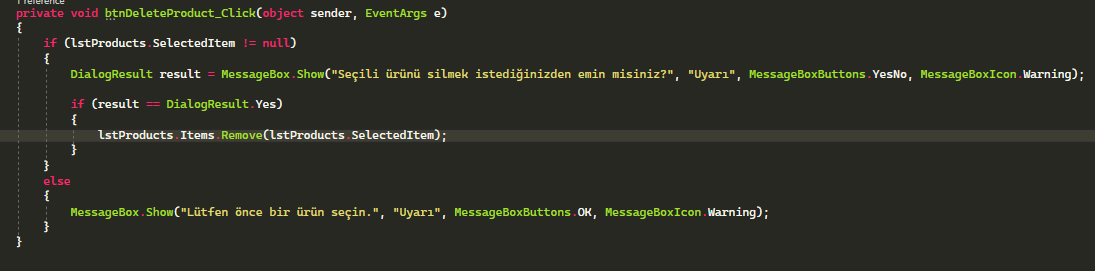 1 reference
private void btnDeleteProduct_Click(object sender, EventArgs e)
{
if (lstProducts.SelectedItem != null)
{
DialogResult result = MessageBox.Show("Seçili ürünü silmek istediğinizden emin misiniz?", "Uyarı", MessageBoxButtons.YesNo, MessageBoxIcon.Warning);
if (result == DialogResult.Yes)
{
lstProducts.Items.Remove(lstProducts.SelectedItem);
}
}
else
{
MessageBox.Show("Lütfen önce bir ürün seçin.", "Uyarı", MessageBoxButtons.OK, MessageBoxIcon.Warning);
}
}